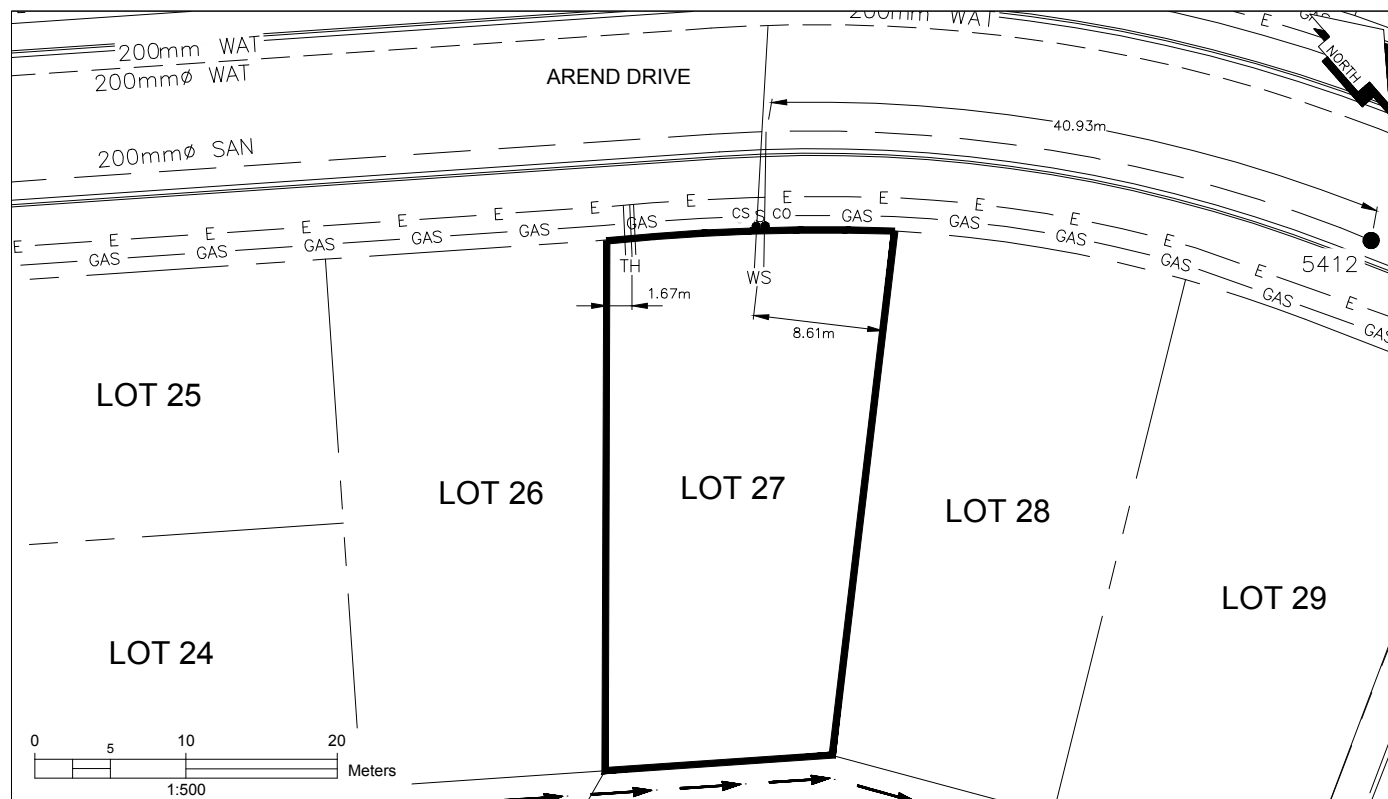 200mm WAT
200mmø WAT
200mm WAT
E
NORTH
AREND DRIVE
40.93m
200mmø SAN
E E E E E E E E E E E E E E E
GAS GAS GAS GAS GAS GAS GAS GAS GAS GAS GAS GAS
CS S CO
5412
TH
WS
1.67m
8.61m
LOT 25
LOT 26
LOT 27
LOT 28
LOT 29
LOT 24
0 5 10 20
Meters
1:500